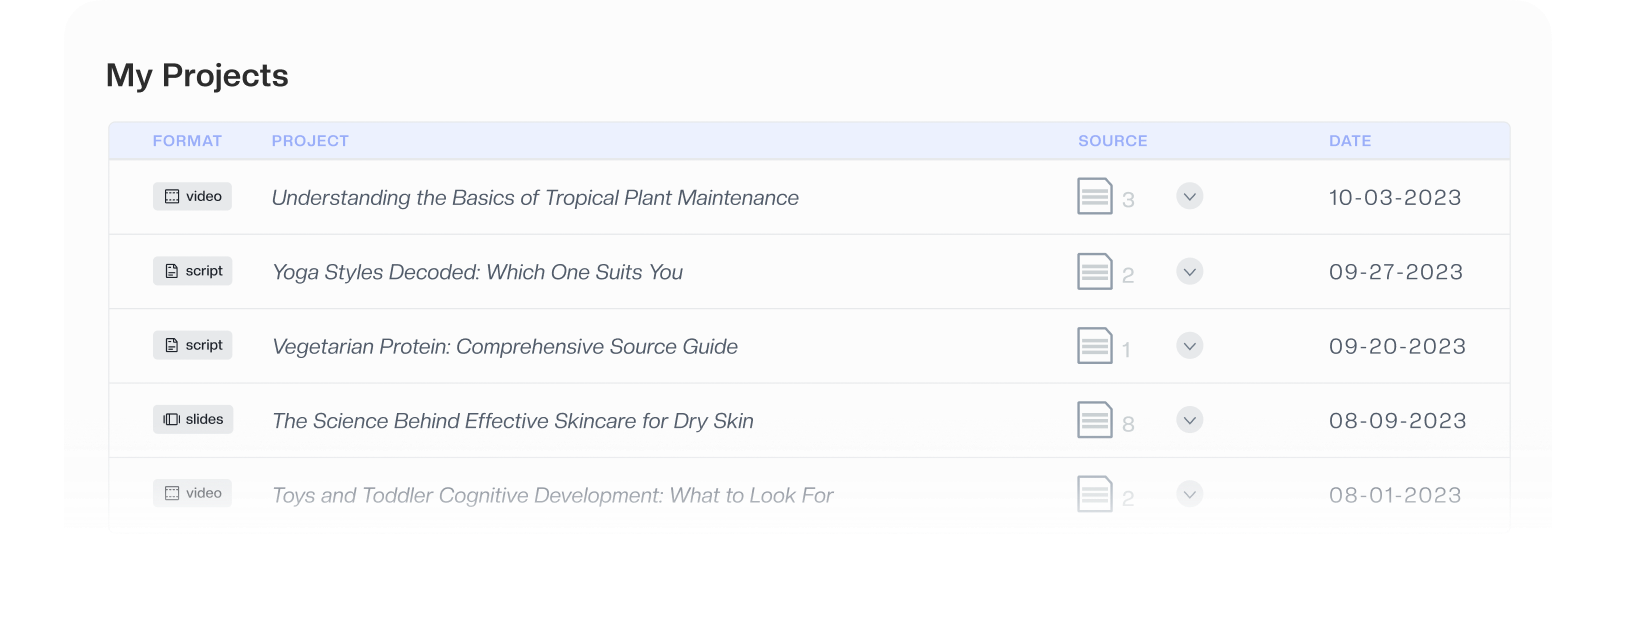 My Projects
FORMAT PROJECT SOURCE DATE
video Understanding the Basics of Tropical Plant Maintenance 3 10-03-2023
script Yoga Styles Decoded: Which One Suits You 2 09-27-2023
script Vegetarian Protein: Comprehensive Source Guide 1 09-20-2023
slides The Science Behind Effective Skincare for Dry Skin 8 08-09-2023
video Toys and Toddler Cognitive Development: What to Look For 2 08-01-2023